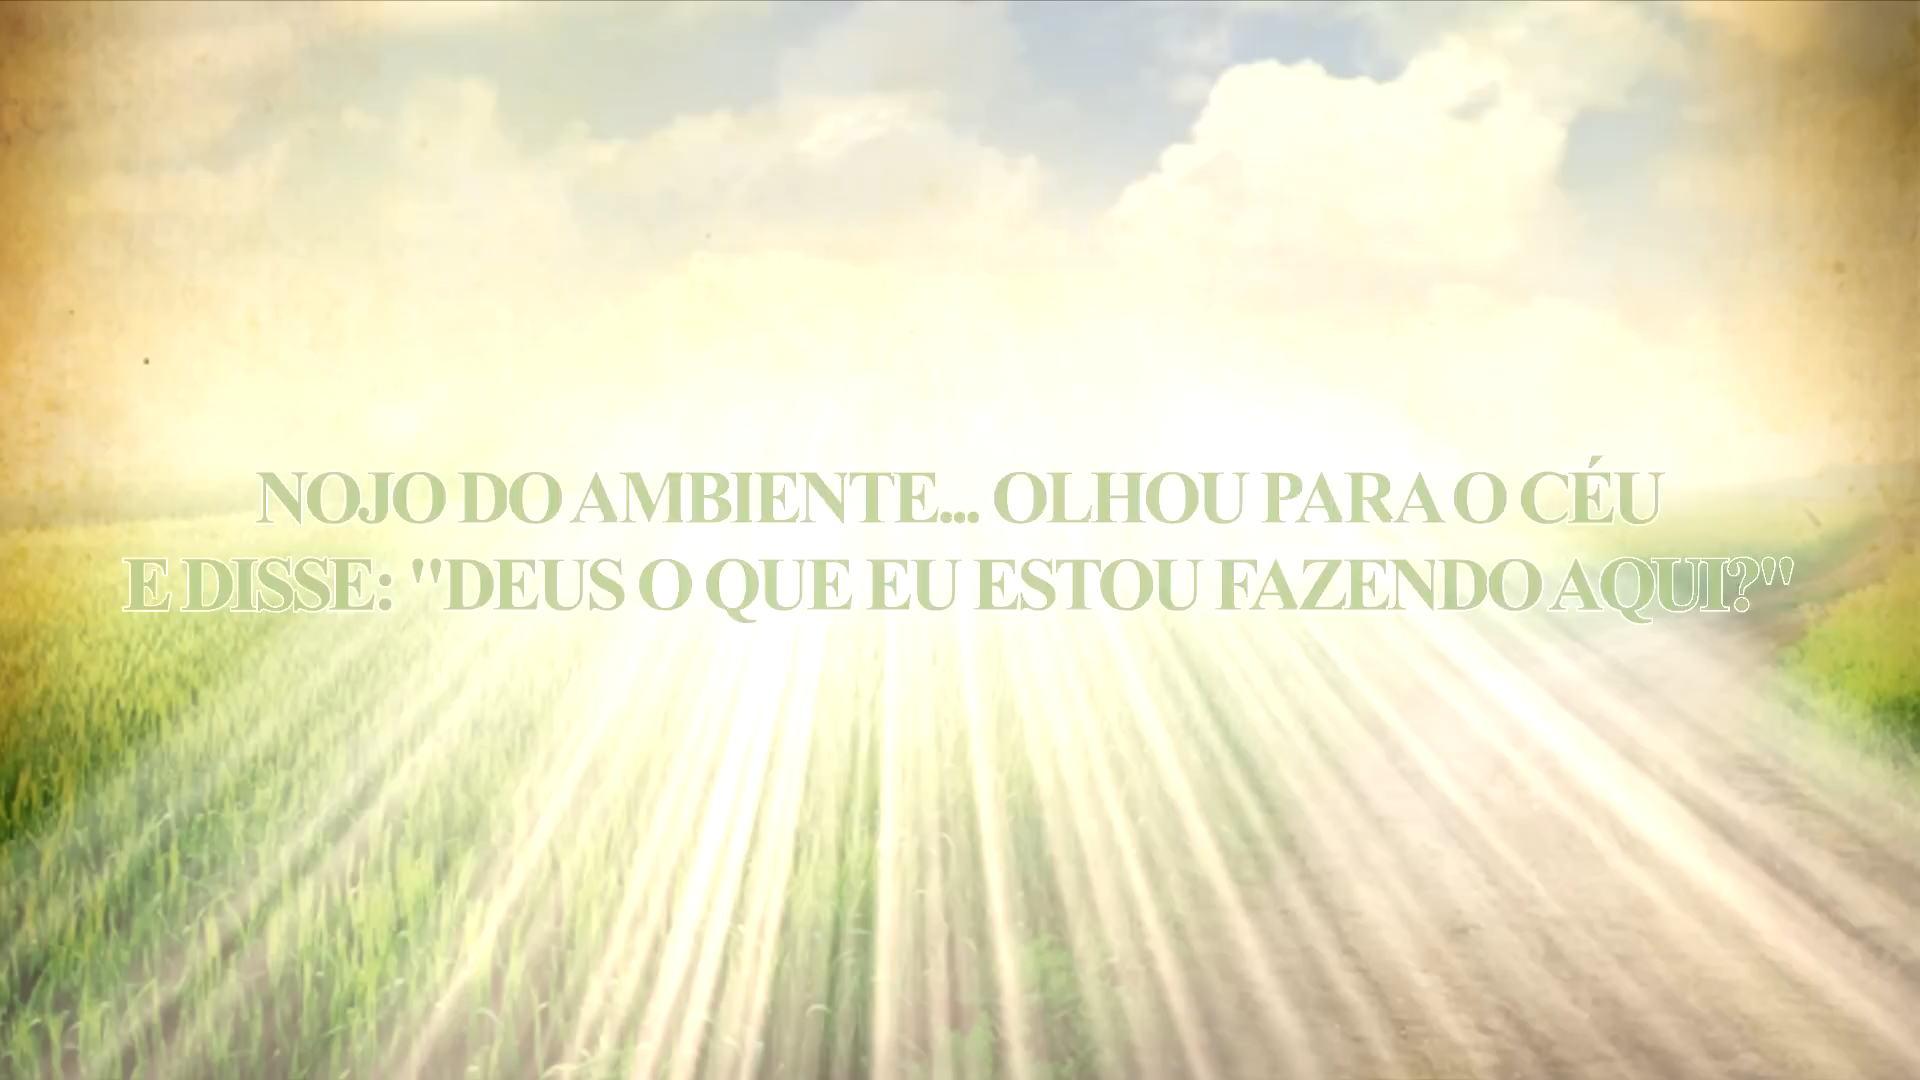 NOJO DO AMBIENTE... OLHOU PARA O CÉU
E DISSE: "DEUS O QUE EU ESTOU FAZENDO AQUI?"